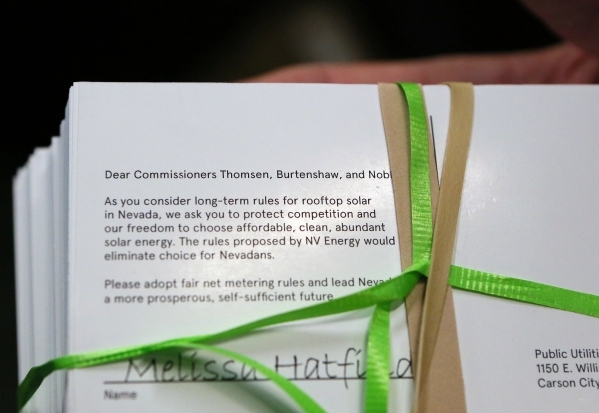 Dear Commissioners Thomsen, Burtenshaw, and
As you consider long-term rules for rooftop solar
in Nevada, we ask you to protect competition and
our freedom to choose affordable, clean, abundant
solar energy. The rules proposed by NV Energy would
eliminate choice for Nevadans.
Please adopt fair net metering rules and lead
a more prosperous, self-sufficient future.
Melissa Hatfield
Name
Public
1150 E.
Carson City